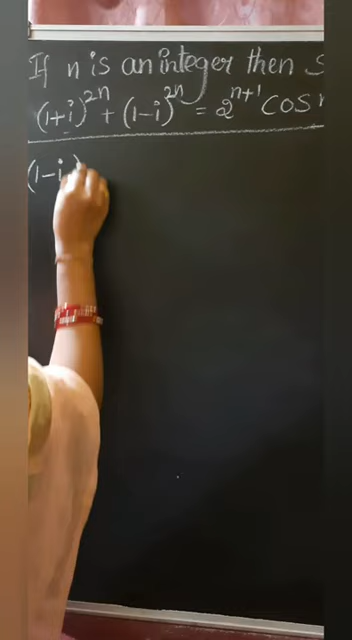 If n is an integer then S
(1+i)^2n + (1-i)^2n = 2^n+1 COS
(1-i)